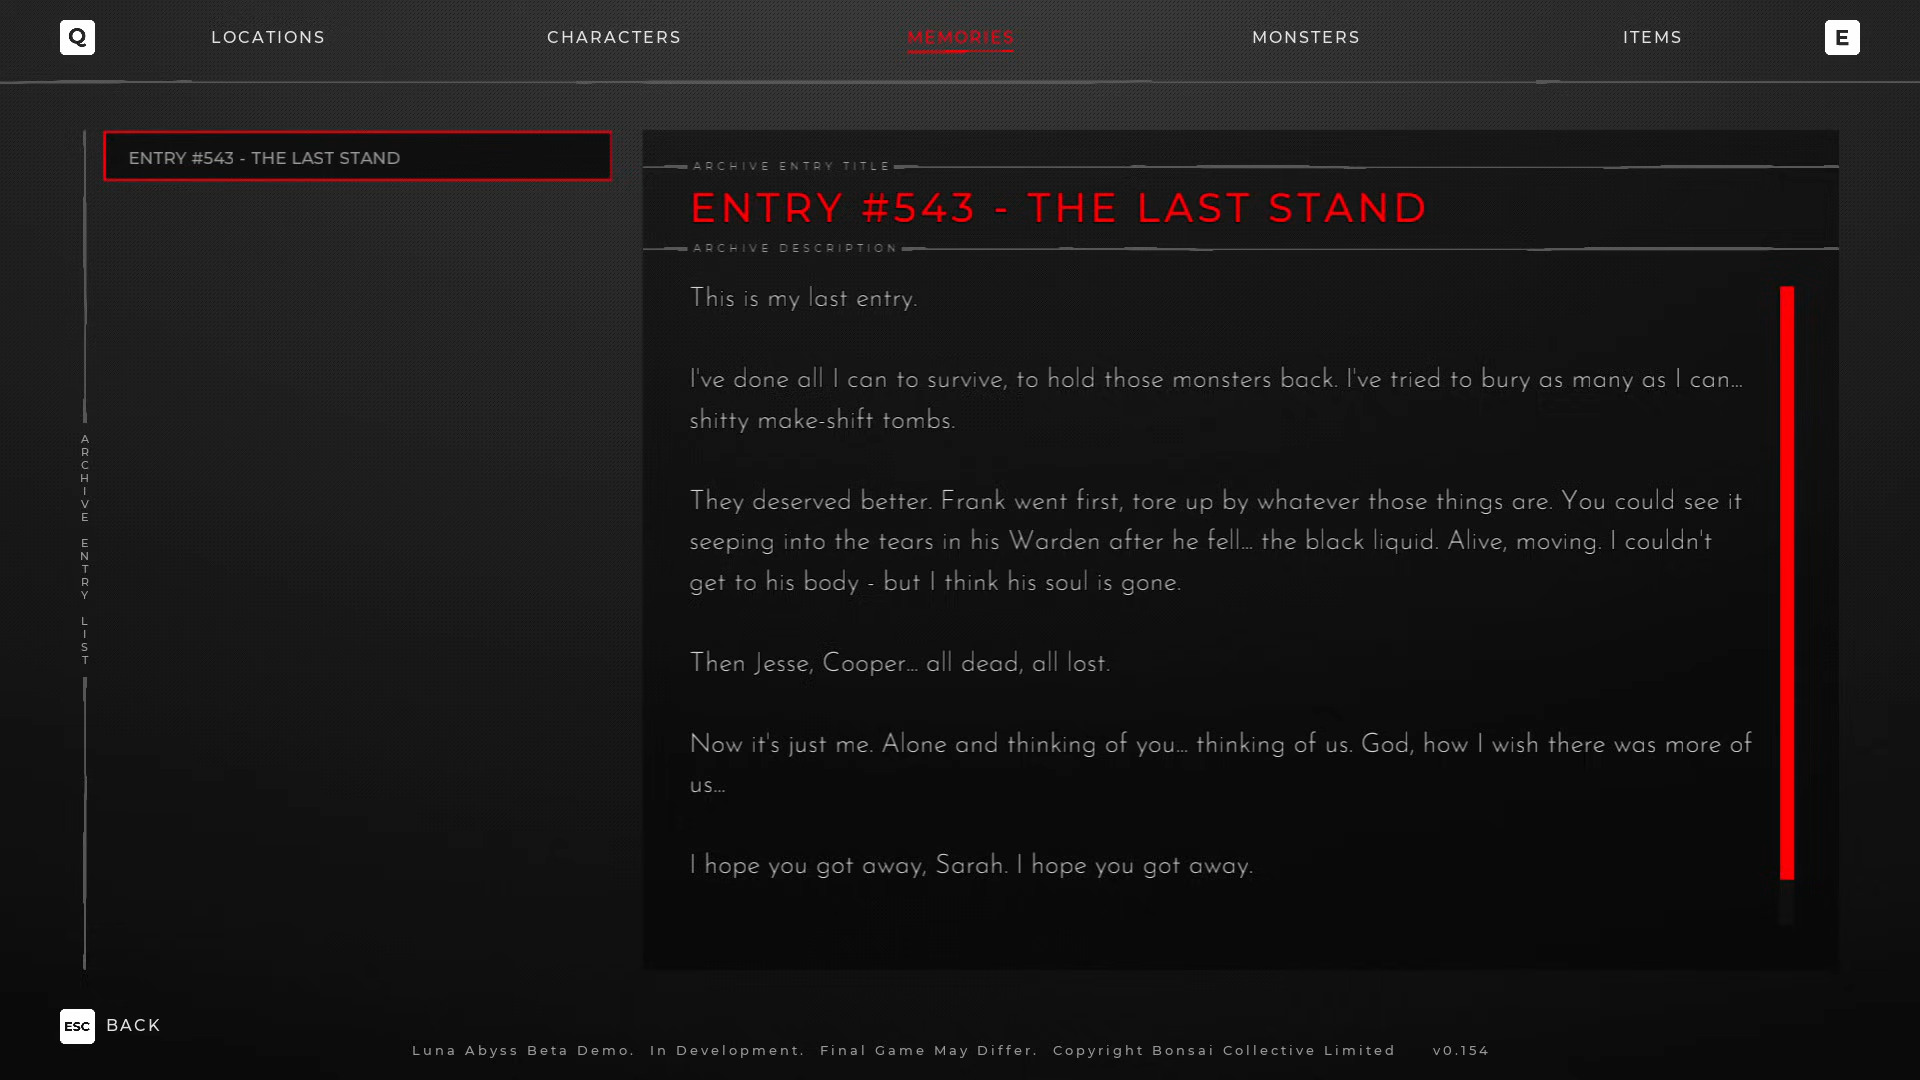 Q LOCATIONS CHARACTERS MEMORIES MONSTERS ITEMS E
ENTRY #543 - THE LAST STAND
ARCHIVE ENTRY LIST
ARCHIVE ENTRY TITLE
ENTRY #543 - THE LAST STAND
ARCHIVE DESCRIPTION
This is my last entry.
I've done all I can to survive, to hold those monsters back. I've tried to bury as many as I can...
shitty make-shift tombs.
They deserved better. Frank went first, tore up by whatever those things are. You could see it
seeping into the tears in his Warden after he fell... the black liquid. Alive, moving. I couldn't
get to his body - but I think his soul is gone.
Then Jesse, Cooper... all dead, all lost.
Now it's just me. Alone and thinking of you... thinking of us. God, how I wish there was more of
us...
I hope you got away, Sarah. I hope you got away.
ESC BACK
Luna Abyss Beta Demo. In Development. Final Game May Differ. Copyright Bonsai Collective Limited v0.154